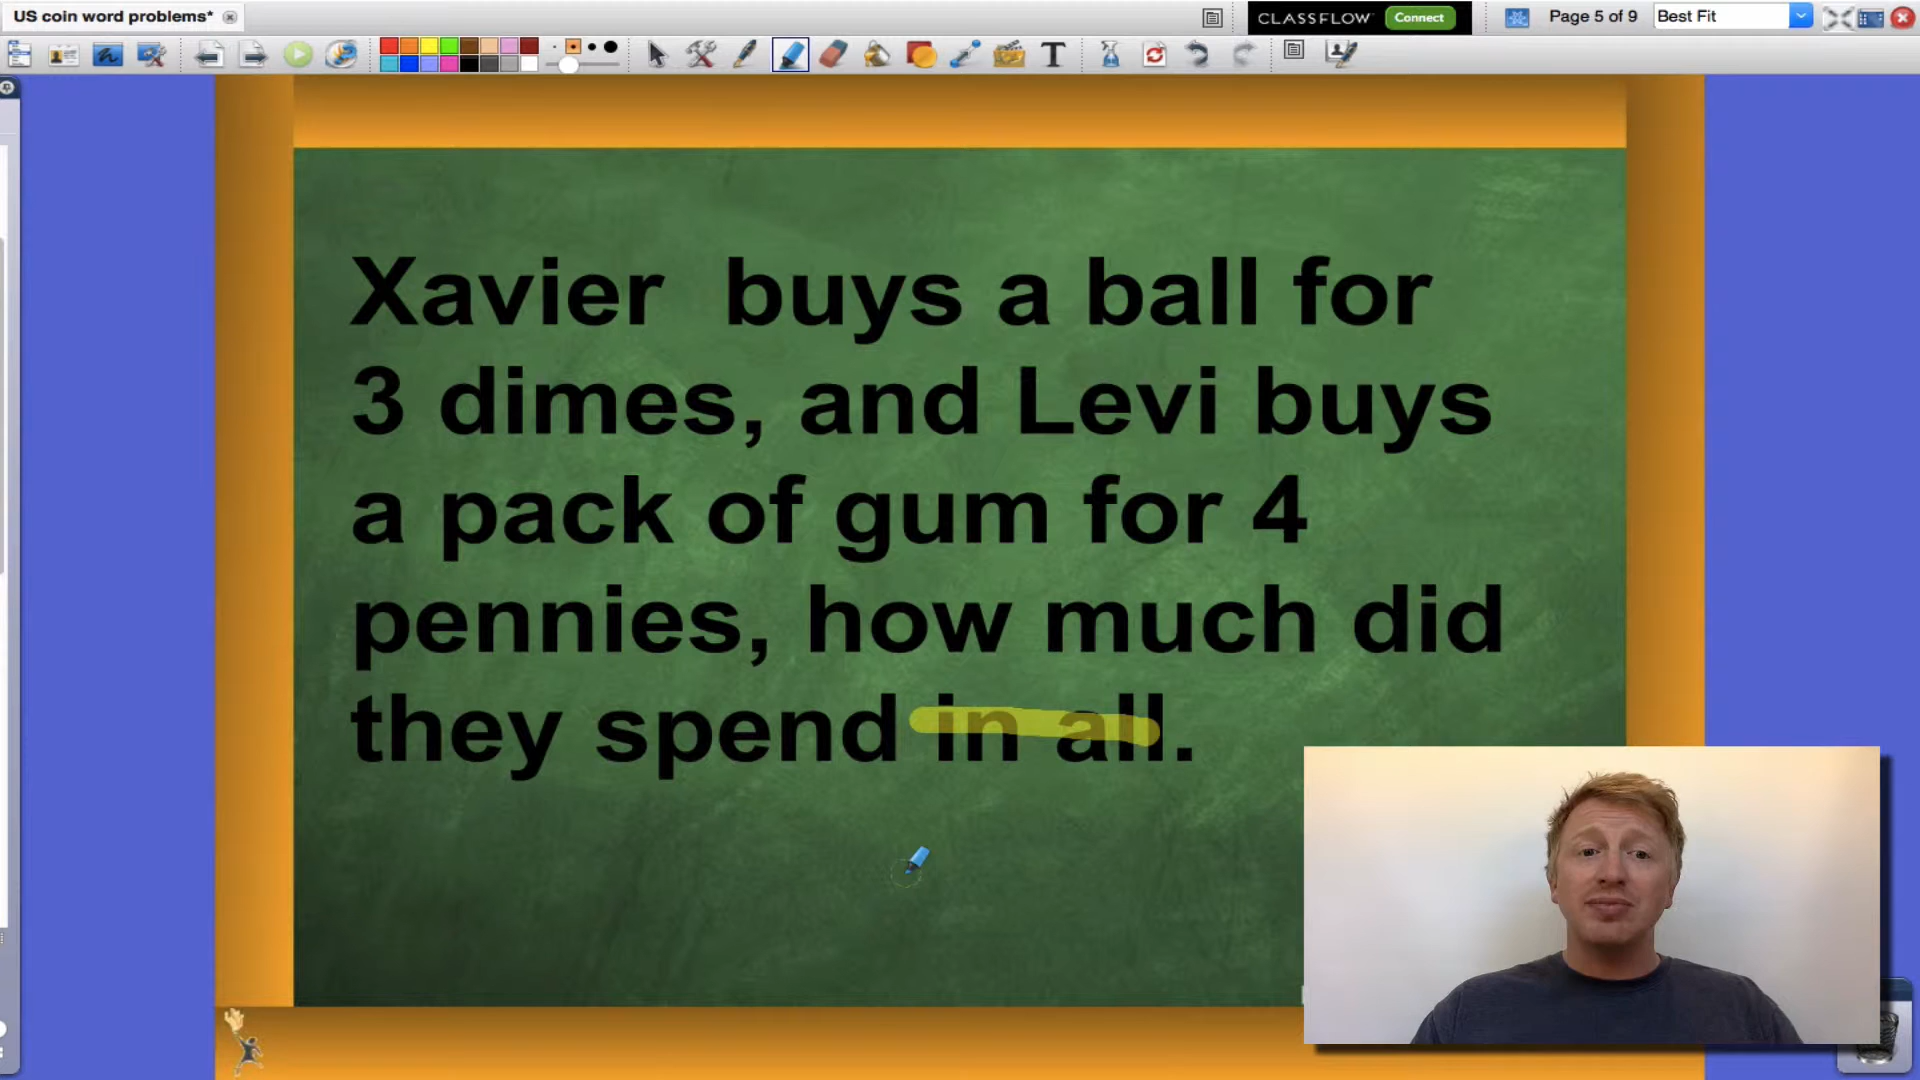 US coin word problems*
CLASSFLOW Connect
Page 5 of 9
Best Fit
T
Xavier  buys a ball for
3 dimes, and Levi buys
a pack of gum for 4
pennies, how much did
they spend in all.